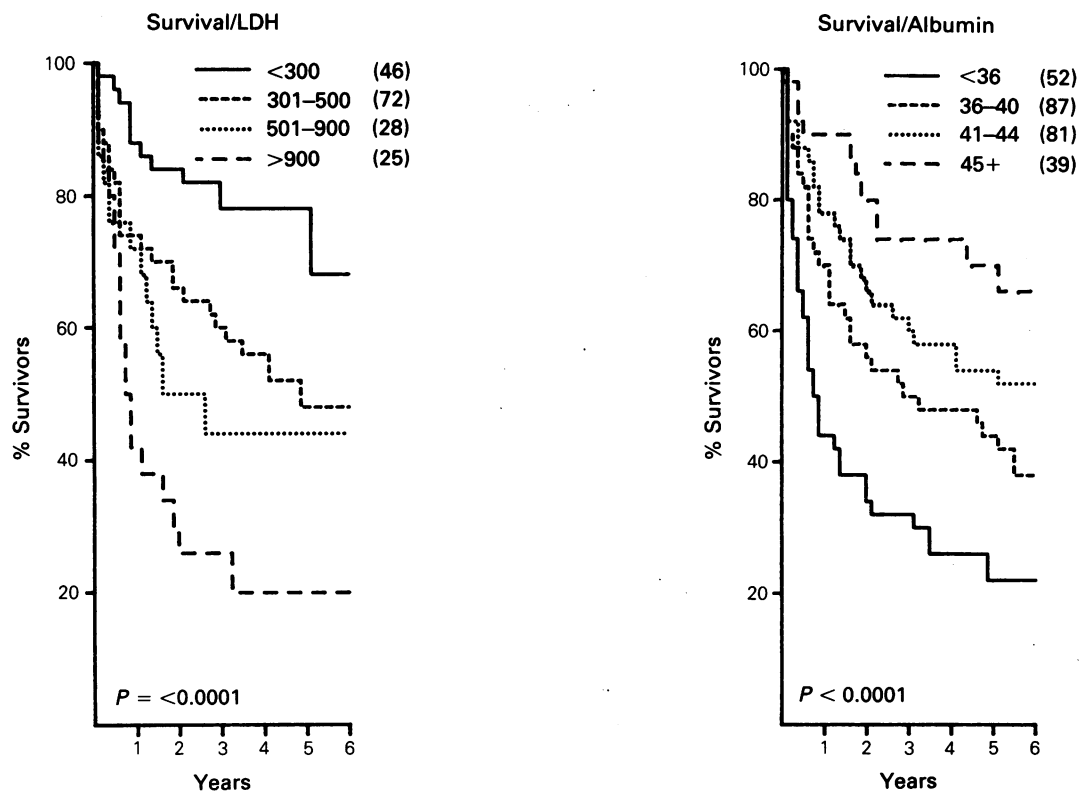 Survival/LDH
<300 (46)
301–500 (72)
501–900 (28)
>900 (25)
% Survivors
100
80
60
40
20
P = <0.0001
1 2 3 4 5 6
Years
Survival/Albumin
<36 (52)
36–40 (87)
41–44 (81)
45+ (39)
% Survivors
100
80
60
40
20
P < 0.0001
1 2 3 4 5 6
Years